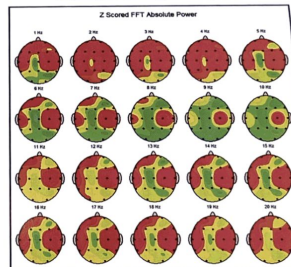 Z Scored FFT Absolute Power
1 Hz 2 Hz 3 Hz 4 Hz 5 Hz
6 Hz 7 Hz 8 Hz 9 Hz 10 Hz
11 Hz 12 Hz 13 Hz 14 Hz 15 Hz
16 Hz 17 Hz 18 Hz 19 Hz 20 Hz